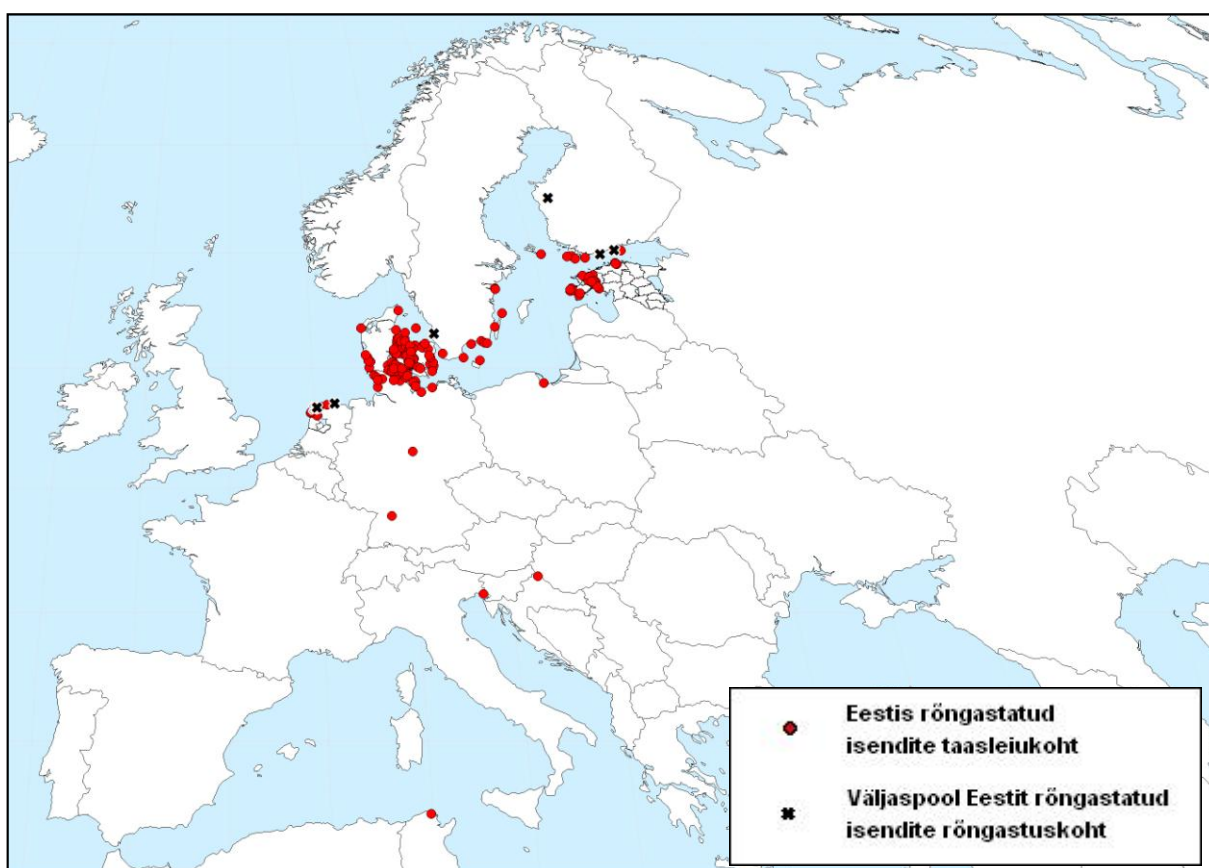 Eestis rõngastatud
isendite taasleiukoht
Väljaspool Eestit rõngastatud
isendite rõngastuskoht